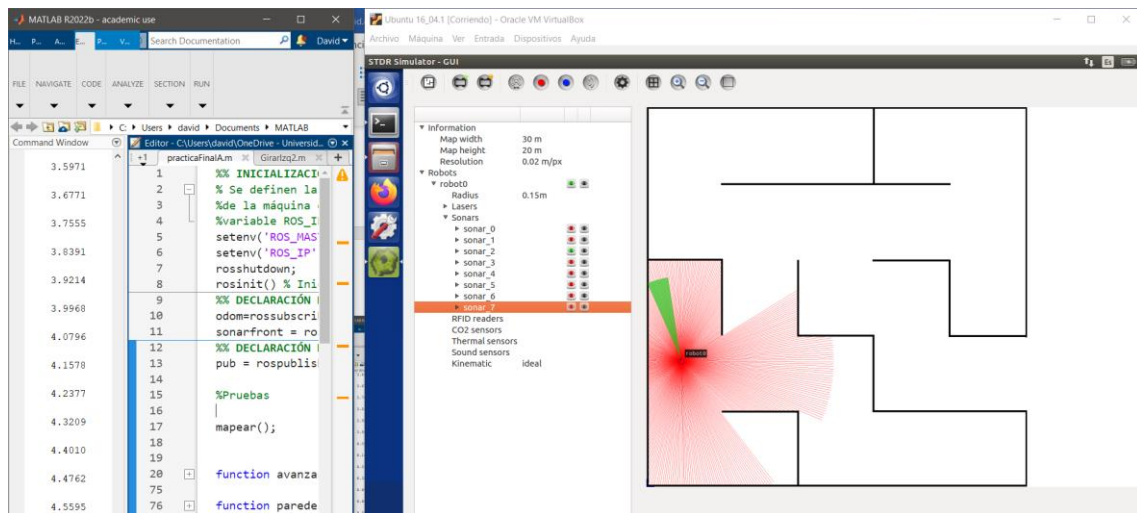 MATLAB R2022b - academic use
H... P... A... E... P... V...
Search Documentation
David
FILE NAVIGATE CODE ANALYZE SECTION RUN
C: Users david Documents MATLAB
Command Window
3.5971
3.6771
3.7555
3.8391
3.9214
3.9968
4.0796
4.1578
4.2377
4.3209
4.4010
4.4762
4.5595
Editor - C:\Users\david\OneDrive - Universid...
+1 practicaFinalA.m GirarIzq2.m +
1 %% INICIALIZACI
2 % Se definen la
3 %de la máquina
4 %variable ROS_I
5 setenv('ROS_MAS
6 setenv('ROS_IP'
7 rosshutdown;
8 rosinit() % Ini
9 %% DECLARACIÓN
10 odom=rossubscri
11 sonarfront = ro
12 %% DECLARACIÓN
13 pub = rospublis
14
15 %Pruebas
16
17 mapear();
18
19
20 function avanza
75
76 function parede
Ubuntu 16_04.1 [Corriendo] - Oracle VM VirtualBox
Archivo Máquina Ver Entrada Dispositivos Ayuda
STDR Simulator - GUI
Es
Information
Map width 30 m
Map height 20 m
Resolution 0.02 m/px
Robots
robot0
Radius 0.15m
Lasers
Sonars
sonar_0
sonar_1
sonar_2
sonar_3
sonar_4
sonar_5
sonar_6
sonar_7
RFID readers
CO2 sensors
Thermal sensors
Sound sensors
Kinematic ideal
robot0